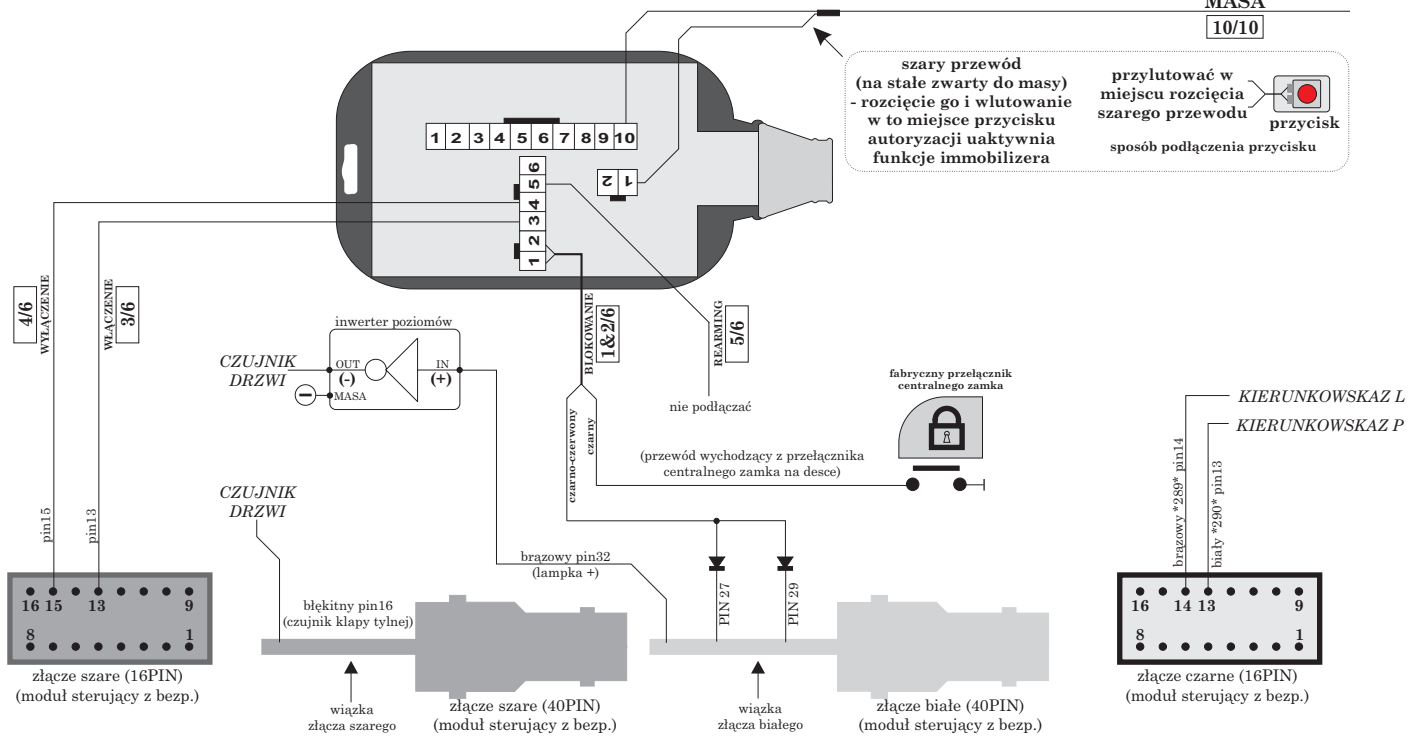 MASA
10/10
szary przewód
(na stałe zwarty do masy)
- rozcięcie go i wlutowanie
w to miejsce przycisku
autoryzacji uaktywnia
funkcje immobilizera
przylutować w
miejscu rozcięcia
szarego przewodu
przycisk
sposób podłączenia przycisku
1 2 3 4 5 6 7 8 9 10
6
5
4
3
2
1
2 1
4/6
WYŁĄCZENIE
WŁĄCZENIE
3/6
BLOKOWANIE
1&2/6
REARMING
5/6
inwerter poziomów
CZUJNIK
DRZWI
OUT
(-)
IN
(+)
MASA
nie podłączać
fabryczny przełącznik
centralnego zamka
KIERUNKOWSKAZ L
KIERUNKOWSKAZ P
czarno-czerwony
czarny
(przewód wychodzący z przełącznika
centralnego zamka na desce)
brązowy *289* pin14
biały *290* pin13
CZUJNIK
DRZWI
pin15
pin13
brązowy pin32
(lampka +)
PIN 27
PIN 29
16 15 13 9
8 1
błękitny pin16
(czujnik klapy tylnej)
16 14 13 9
8 1
złącze szare (16PIN)
(moduł sterujący z bezp.)
wiązka
złącza szarego
złącze szare (40PIN)
(moduł sterujący z bezp.)
wiązka
złącza białego
złącze białe (40PIN)
(moduł sterujący z bezp.)
złącze czarne (16PIN)
(moduł sterujący z bezp.)